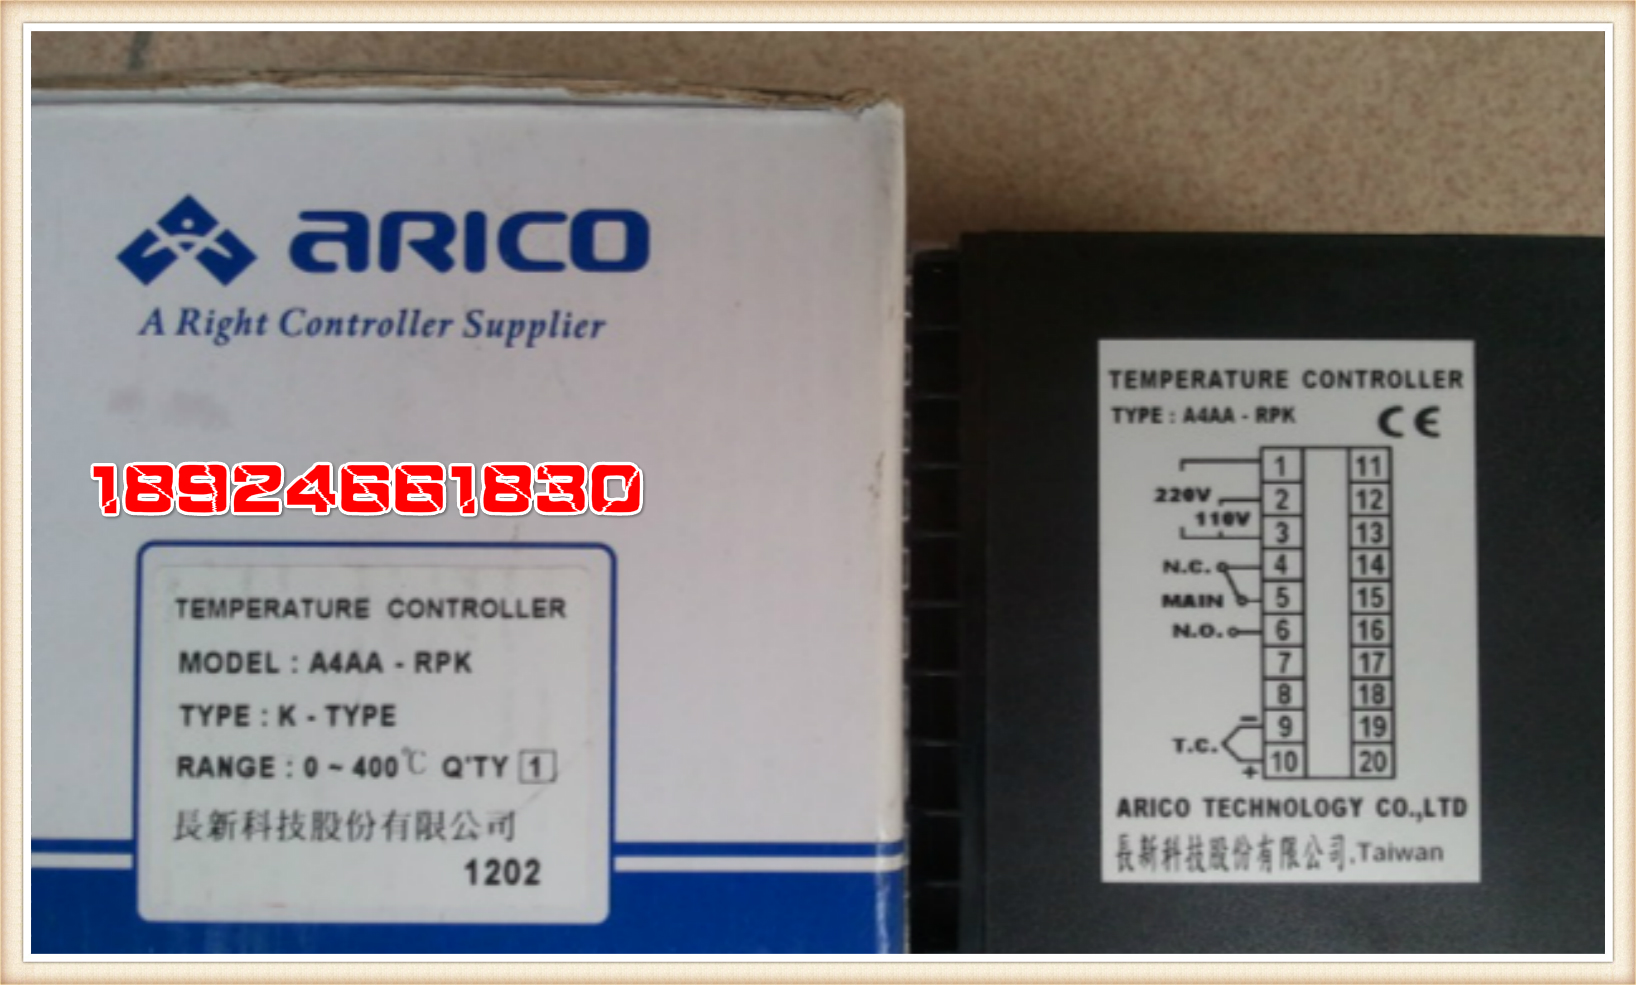 ARICO
A Right Controller Supplier
18924661830
TEMPERATURE CONTROLLER
MODEL : A4AA - RPK
TYPE : K - TYPE
RANGE : 0 ~ 400℃ Q'TY 1
長新科技股份有限公司
1202
TEMPERATURE CONTROLLER
TYPE : A4AA - RPK
CE
1 11
220V 2 12
110V 3 13
N.C. 4 14
MAIN 5 15
N.O. 6 16
7 17
8 18
− 9 19
T.C.
+ 10 20
ARICO TECHNOLOGY CO.,LTD
長新科技股份有限公司.Taiwan